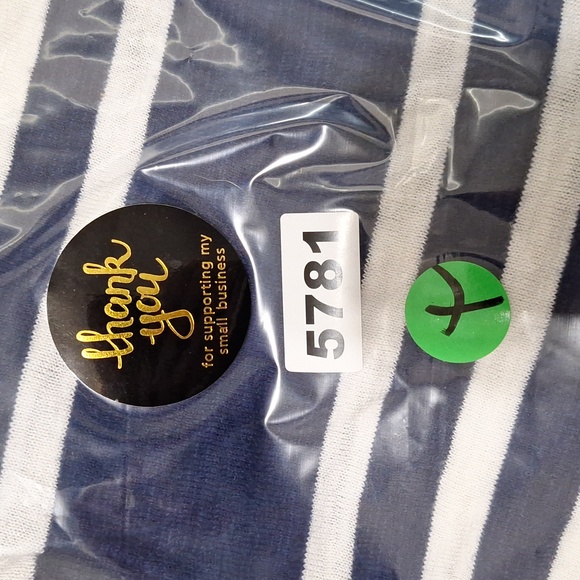 thank
you
for supporting my
small business
5781
X